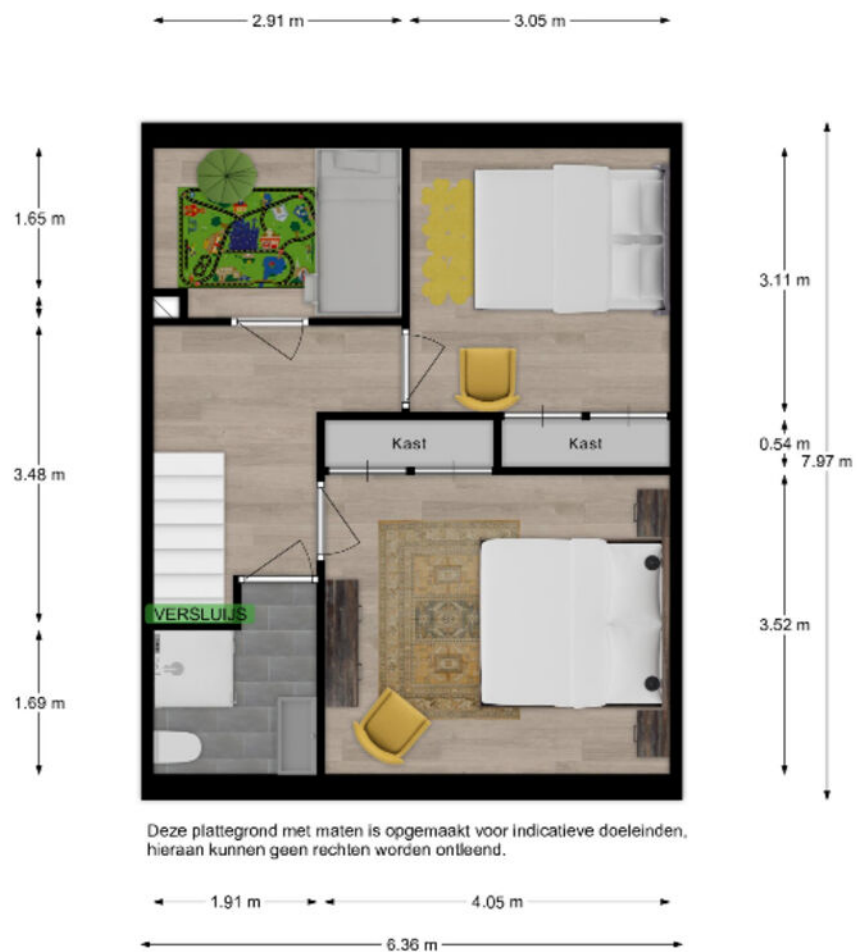 2.91 m
3.05 m
1.65 m
3.11 m
Kast
Kast
0.54 m
7.97 m
3.48 m
VERSLUIJS
3.52 m
1.69 m
Deze plattegrond met maten is opgemaakt voor indicatieve doeleinden,
hieraan kunnen geen rechten worden ontleend.
1.91 m
4.05 m
6.36 m